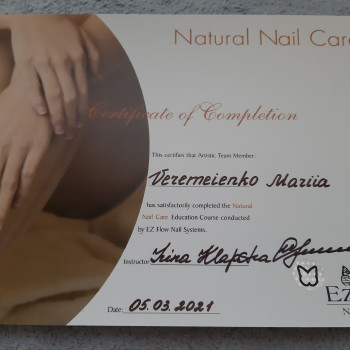 Natural Nail Care
Certificate of Completion
This certifies that Artistic Team Member:
Veremeienko Mariia
has satisfactorily completed the Natural
Nail Care Education Course conducted
by EZ Flow Nail Systems.
Instructor: Irina Klapstra
EZ
N
Date: 05.03.2021